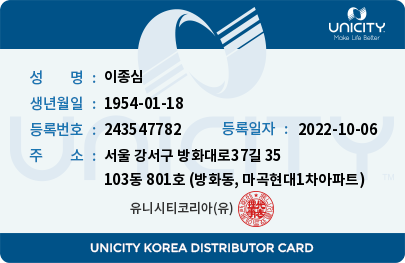 UNICITY
Make Life Better
성 명 : 이종심
생년월일 : 1954-01-18
등록번호 : 243547782 등록일자 : 2022-10-06
주 소 : 서울 강서구 방화대로37길 35
103동 801호 (방화동, 마곡현대1차아파트)
유니시티코리아(유)
UNICITY
UNICITY KOREA DISTRIBUTOR CARD